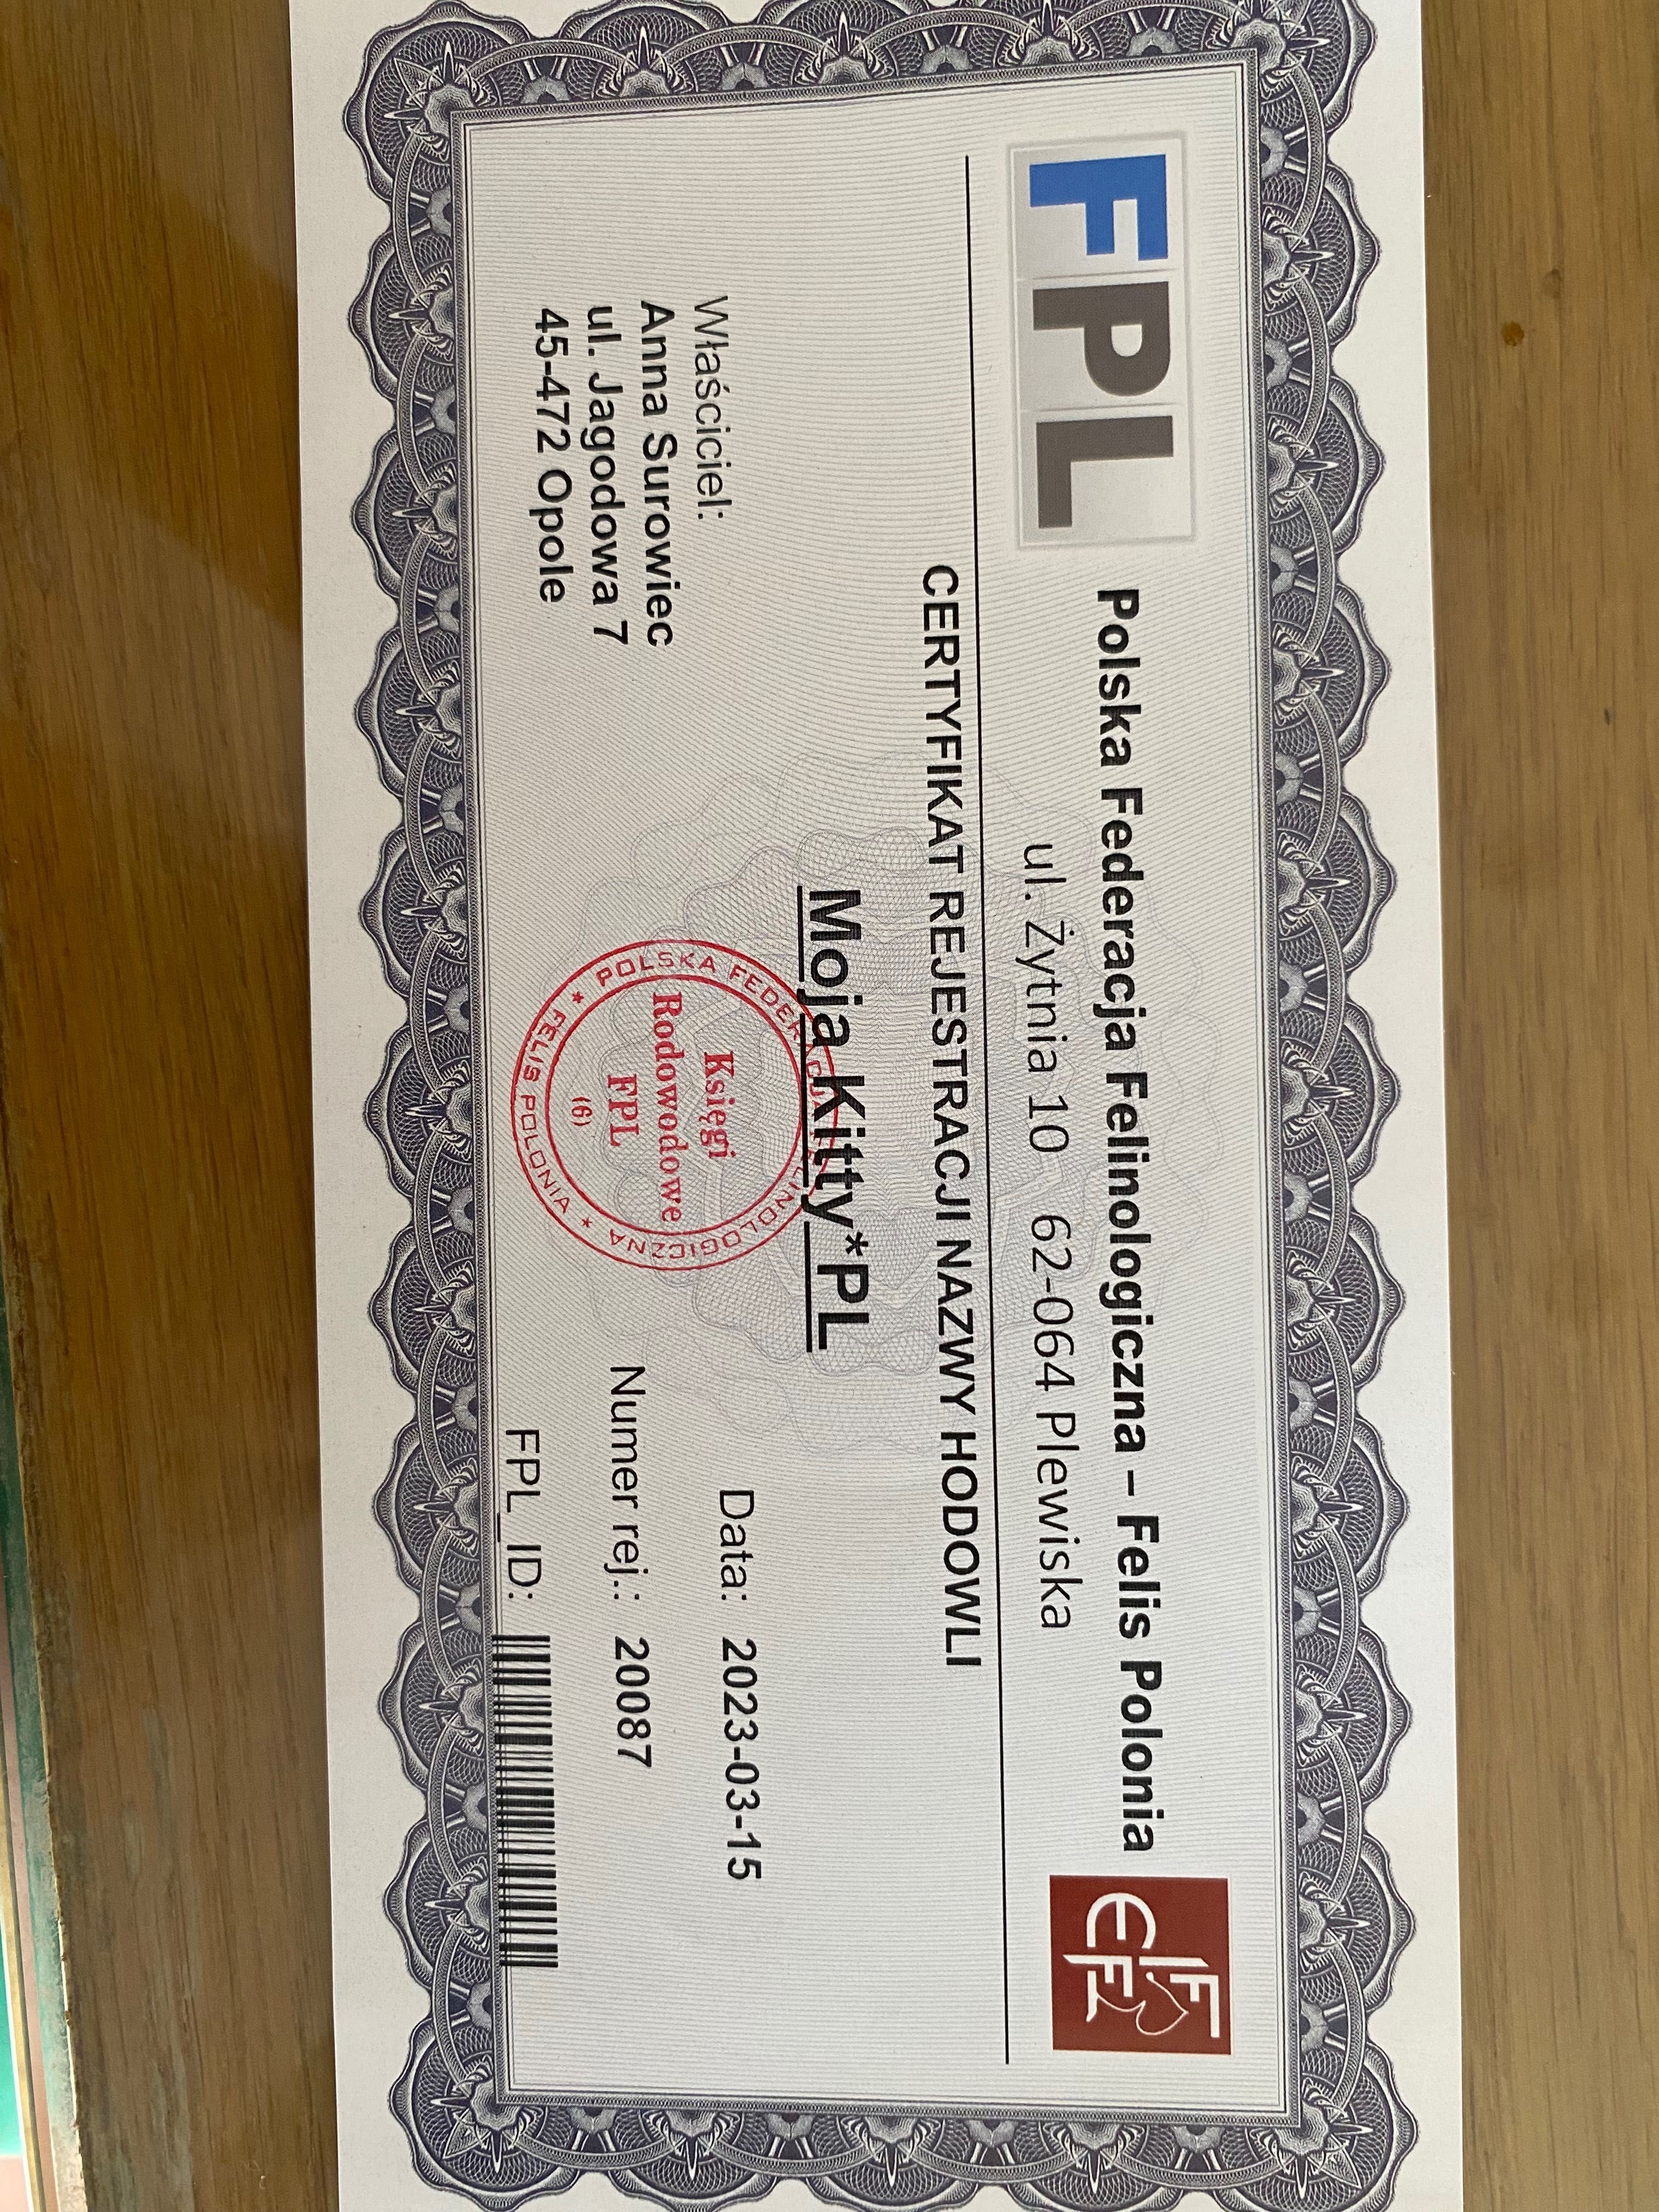 FPL
Polska Federacja Felinologiczna – Felis Polonia
ul. Żytnia 10 62-064 Plewiska
FIFe
CERTYFIKAT REJESTRACJI NAZWY HODOWLI
Moja Kitty*PL
Właściciel:
Anna Surowiec
ul. Jagodowa 7
45-472 Opole
POLSKA FEDERACJA FELINOLOGICZNA
* FELIS POLONIA *
Księgi
Rodowodowe
FPL
(6)
Data: 2023-03-15
Numer rej.: 20087
FPL_ID: